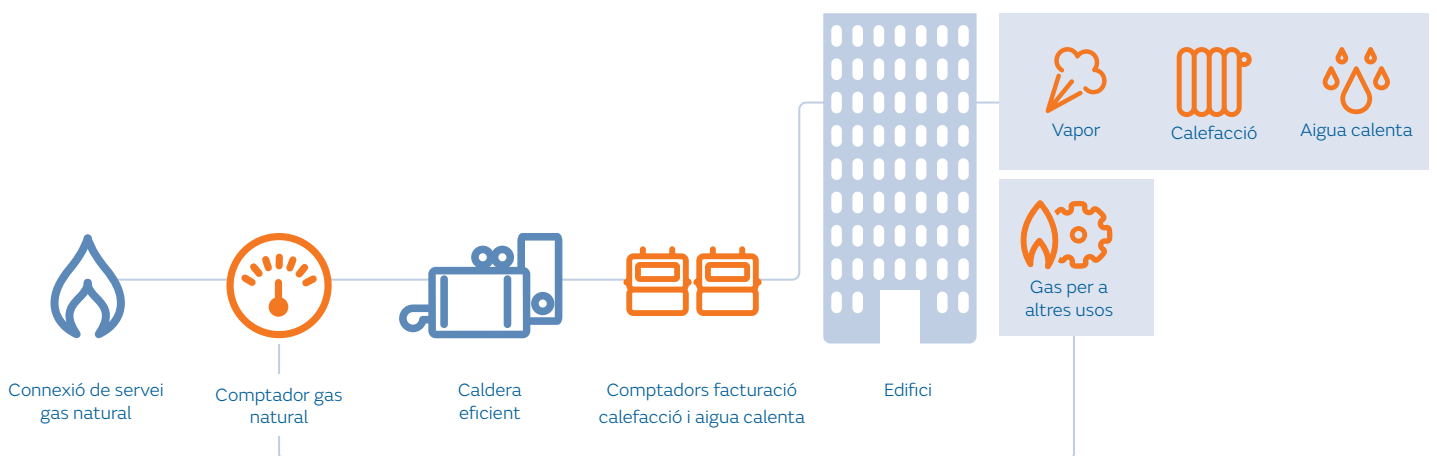 Vapor
Calefacció
Aigua calenta
Gas per a
altres usos
Connexió de servei
gas natural
Comptador gas
natural
Caldera
eficient
Comptadors facturació
calefacció i aigua calenta
Edifici